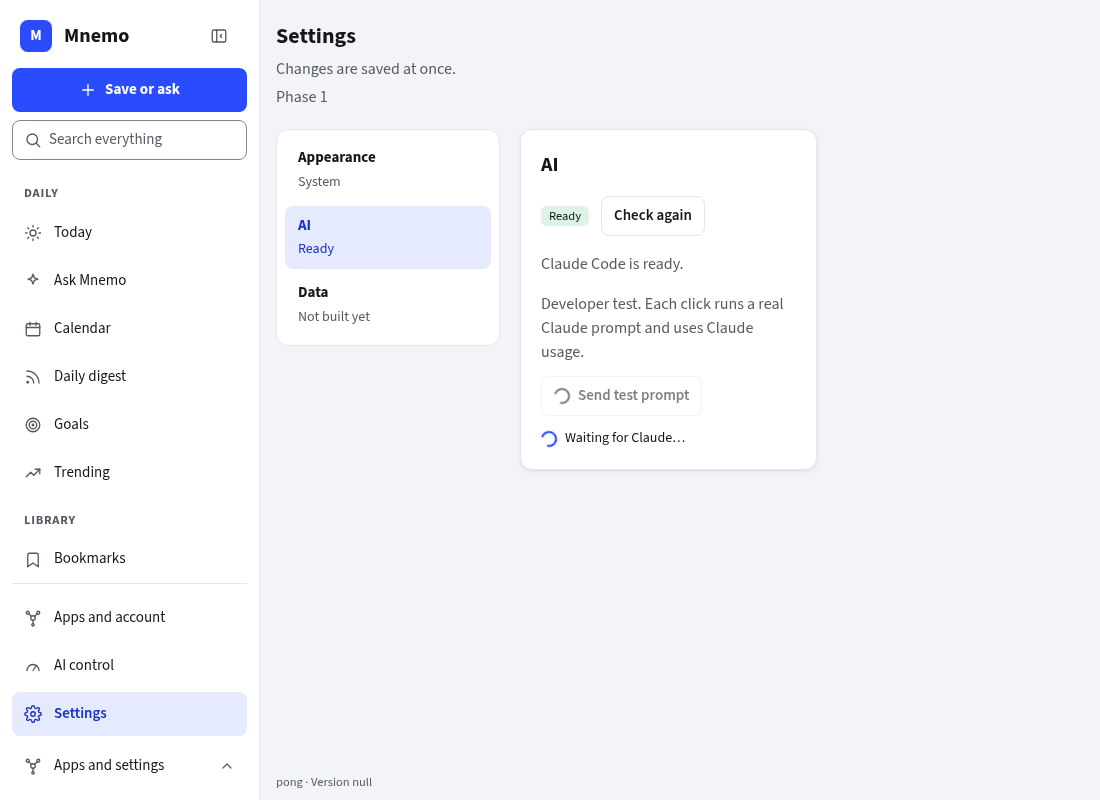 M
Mnemo
Save or ask
Search everything
DAILY
Today
Ask Mnemo
Calendar
Daily digest
Goals
Trending
LIBRARY
Bookmarks
Apps and account
AI control
Settings
Apps and settings
Settings
Changes are saved at once.
Phase 1
Appearance
System
AI
Ready
Data
Not built yet
AI
Ready
Check again
Claude Code is ready.
Developer test. Each click runs a real
Claude prompt and uses Claude
usage.
Send test prompt
Waiting for Claude…
pong · Version null